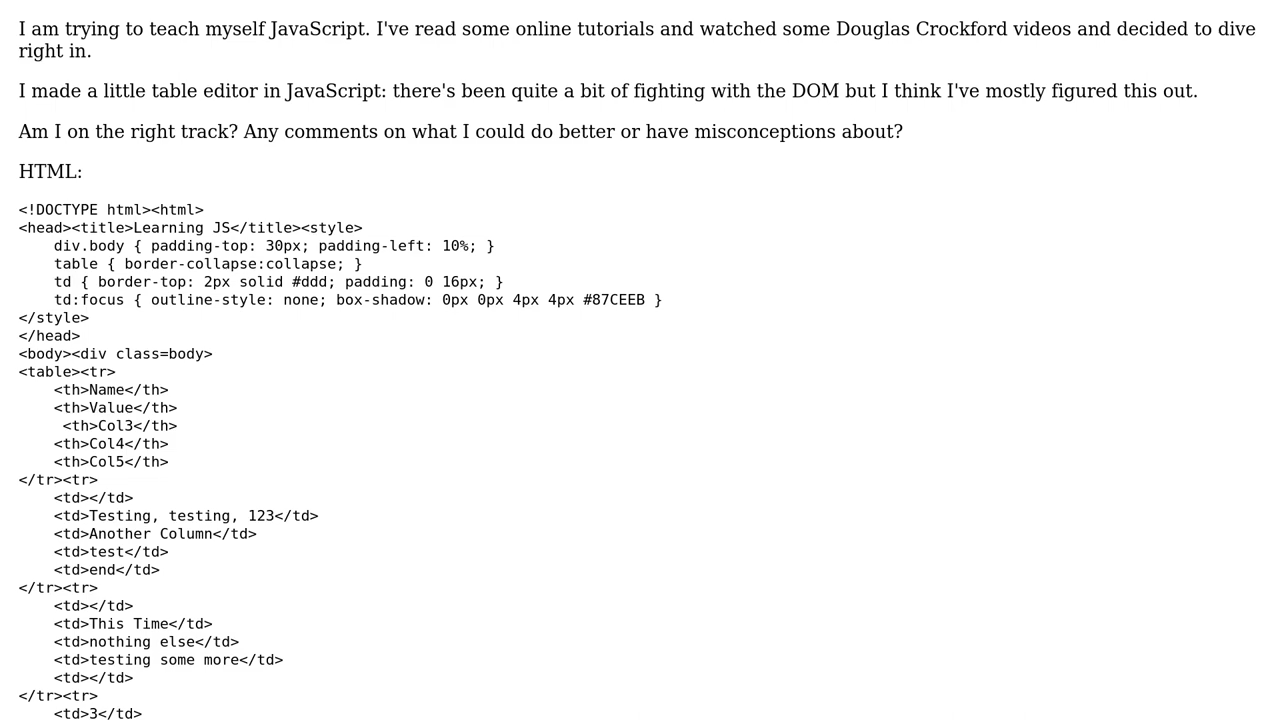 I am trying to teach myself JavaScript. I've read some online tutorials and watched some Douglas Crockford videos and decided to dive
right in.
I made a little table editor in JavaScript: there's been quite a bit of fighting with the DOM but I think I've mostly figured this out.
Am I on the right track? Any comments on what I could do better or have misconceptions about?
HTML:
<!DOCTYPE html><html>
<head><title>Learning JS</title><style>
    div.body { padding-top: 30px; padding-left: 10%; }
    table { border-collapse:collapse; }
    td { border-top: 2px solid #ddd; padding: 0 16px; }
    td:focus { outline-style: none; box-shadow: 0px 0px 4px 4px #87CEEB }
</style>
</head>
<body><div class=body>
<table><tr>
    <th>Name</th>
    <th>Value</th>
     <th>Col3</th>
    <th>Col4</th>
    <th>Col5</th>
</tr><tr>
    <td></td>
    <td>Testing, testing, 123</td>
    <td>Another Column</td>
    <td>test</td>
    <td>end</td>
</tr><tr>
    <td></td>
    <td>This Time</td>
    <td>nothing else</td>
    <td>testing some more</td>
    <td></td>
</tr><tr>
    <td>3</td>